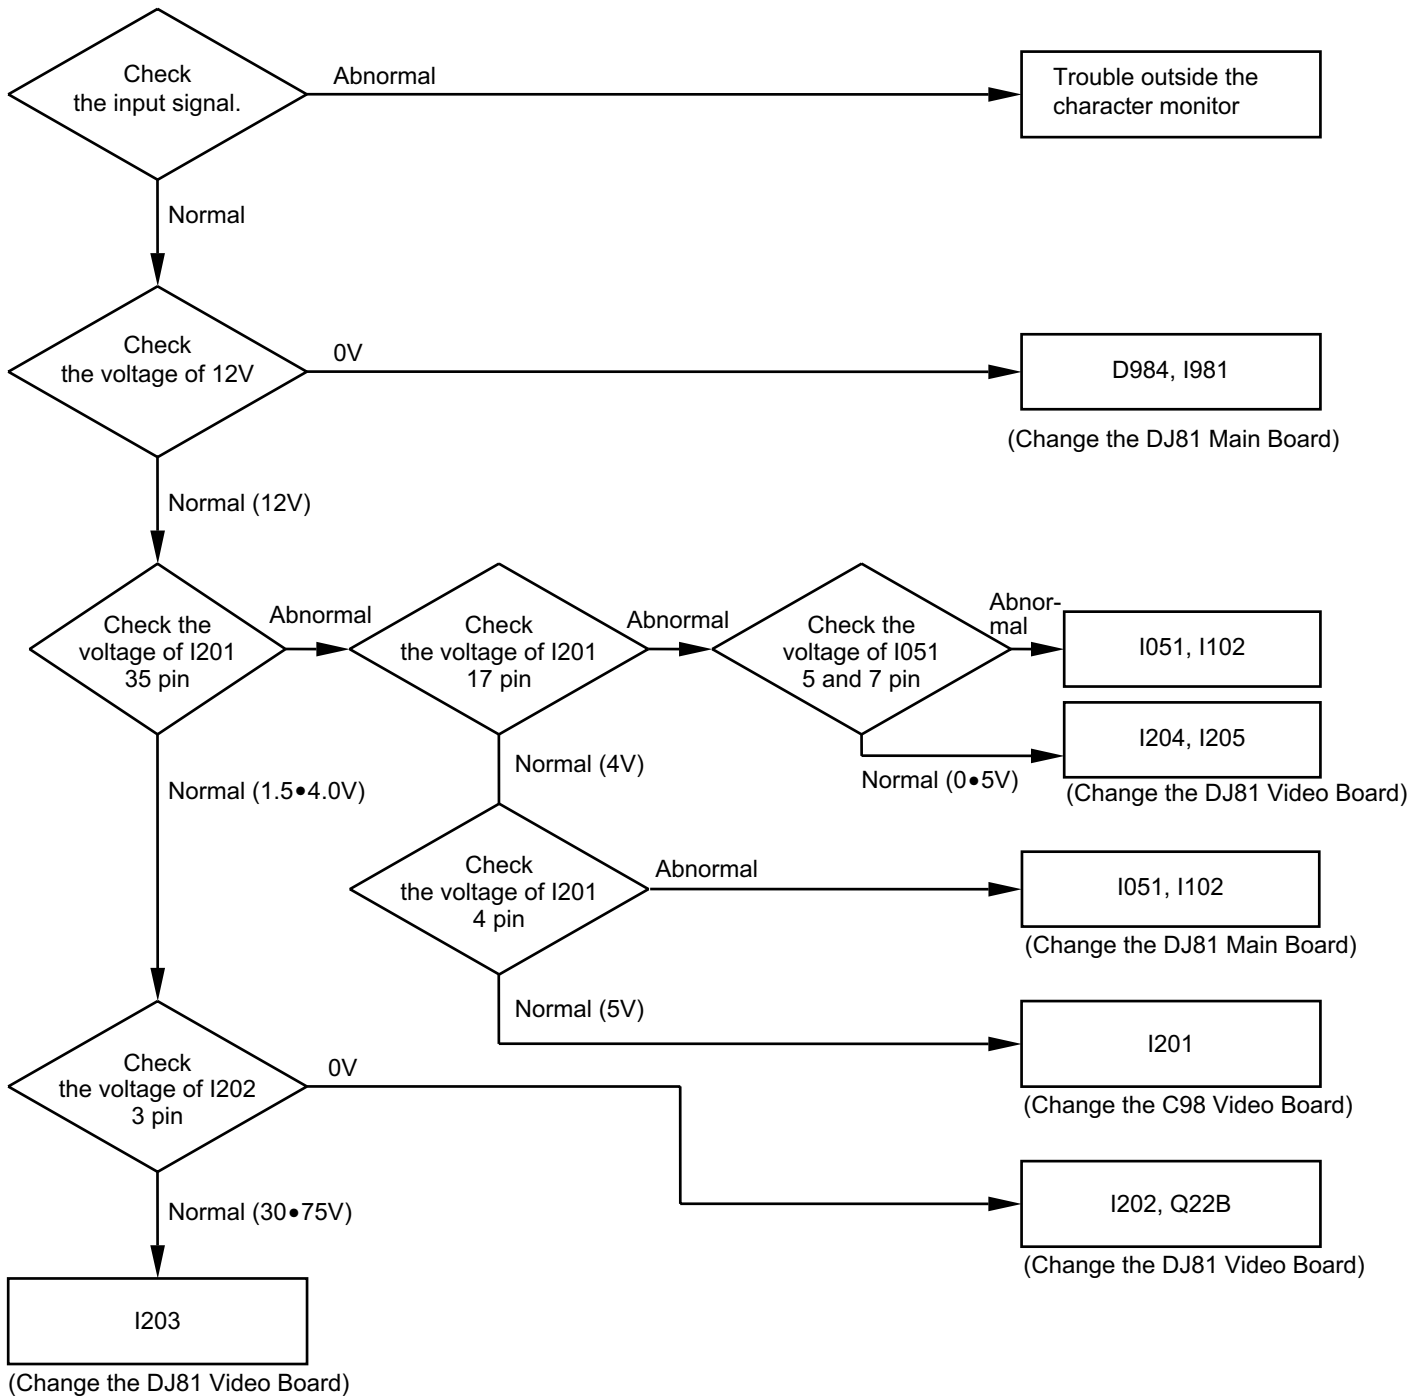 Check
the input signal.
Abnormal
Trouble outside the
character monitor
Normal
Check
the voltage of 12V
0V
D984, I981
(Change the DJ81 Main Board)
Normal (12V)
Check the
voltage of I201
35 pin
Abnormal
Check
the voltage of I201
17 pin
Abnormal
Check the
voltage of I051
5 and 7 pin
Abnor-
mal
I051, I102
I204, I205
(Change the DJ81 Video Board)
Normal (0•5V)
Normal (4V)
Normal (1.5•4.0V)
Check
the voltage of I201
4 pin
Abnormal
I051, I102
(Change the DJ81 Main Board)
Normal (5V)
I201
(Change the C98 Video Board)
Check
the voltage of I202
3 pin
0V
I202, Q22B
(Change the DJ81 Video Board)
Normal (30•75V)
I203
(Change the DJ81 Video Board)